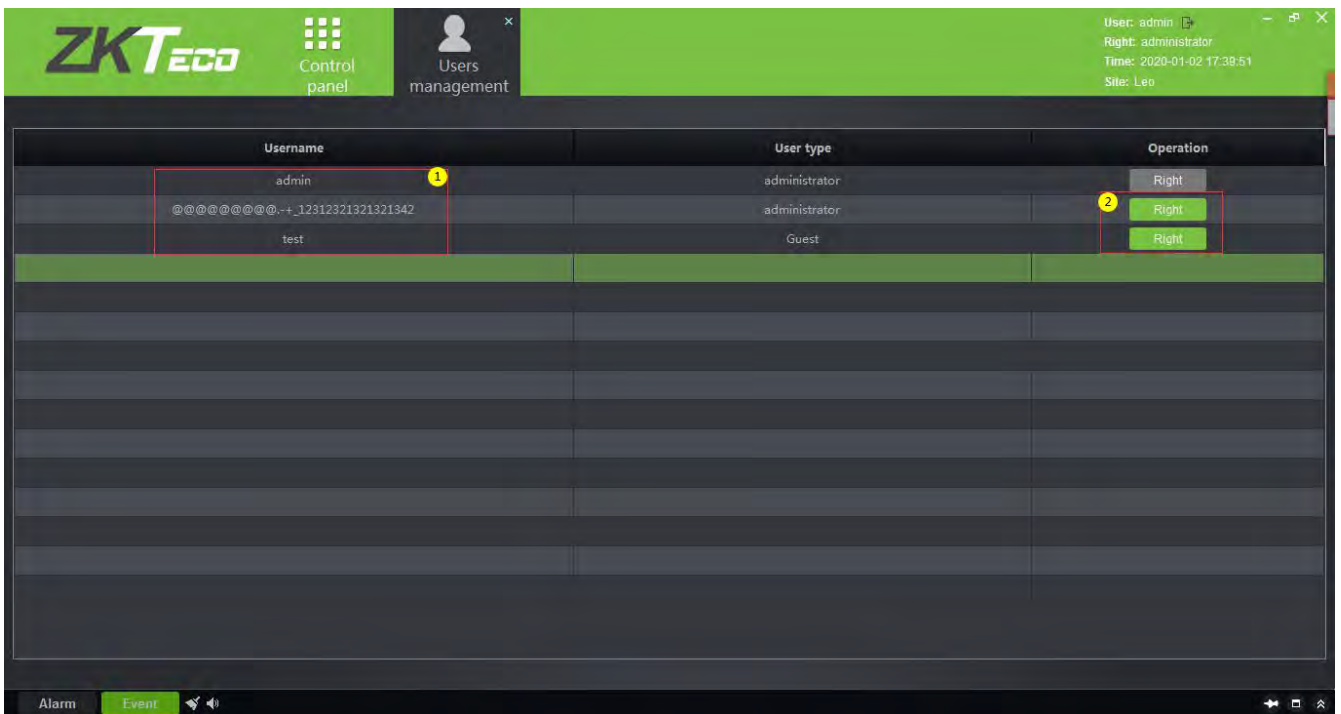 ZKTeco
Control
panel
Users
management
User: admin
Right: administrator
Time: 2020-01-02 17:39:51
Site: Leo
Username User type Operation
admin 1 administrator Right
@@@@@@@@@.-+_12312321321321342 administrator 2 Right
test Guest Right
Alarm Event